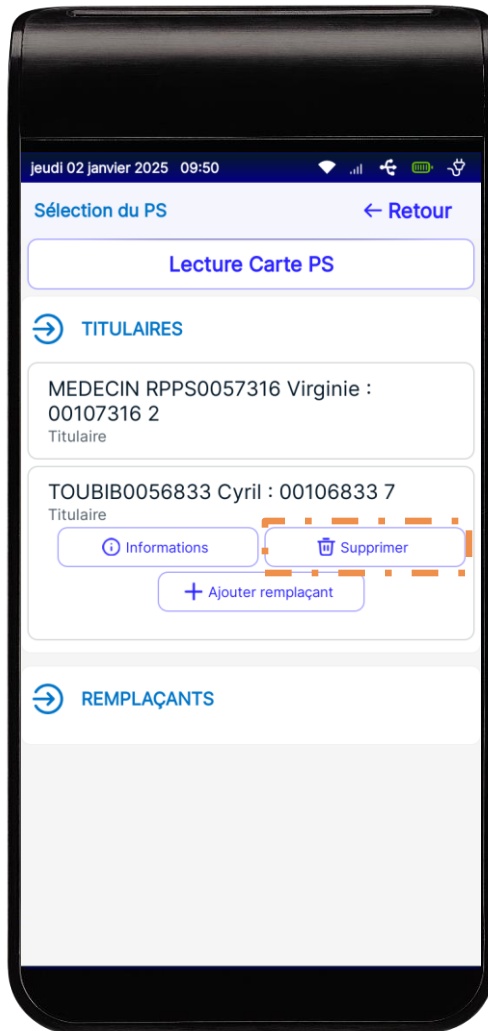 jeudi 02 janvier 2025 09:50
Sélection du PS
← Retour
Lecture Carte PS
TITULAIRES
MEDECIN RPPS0057316 Virginie :
00107316 2
Titulaire
TOUBIB0056833 Cyril : 00106833 7
Titulaire
Informations
Supprimer
Ajouter remplaçant
REMPLAÇANTS